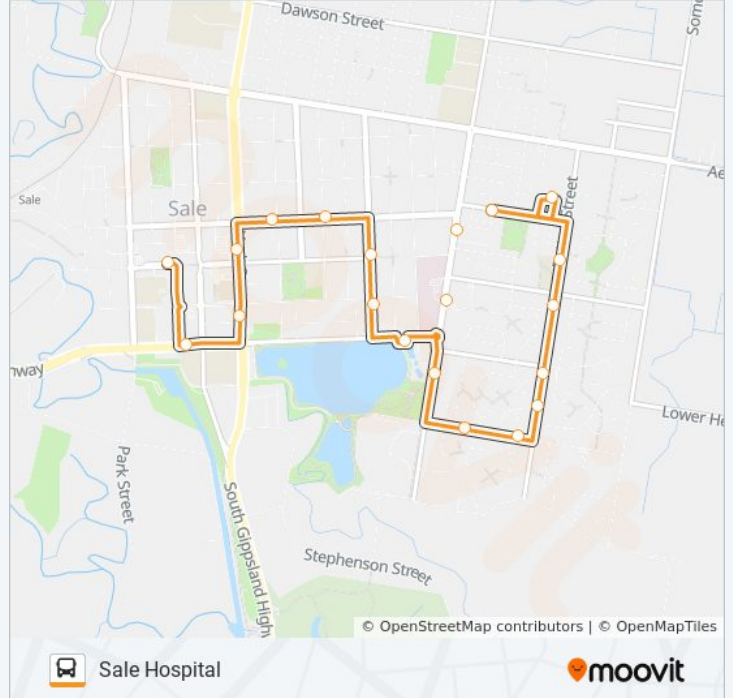 Dawson Street
Some
Ae
Street
Sale
Sale
nway
Lower He
Park Street
South Gippsland High
Stephenson Street
© OpenStreetMap contributors | © OpenMapTiles
Sale Hospital
moovit